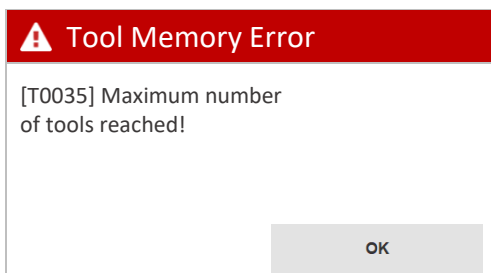 Tool Memory Error
[T0035] Maximum number
of tools reached!
OK